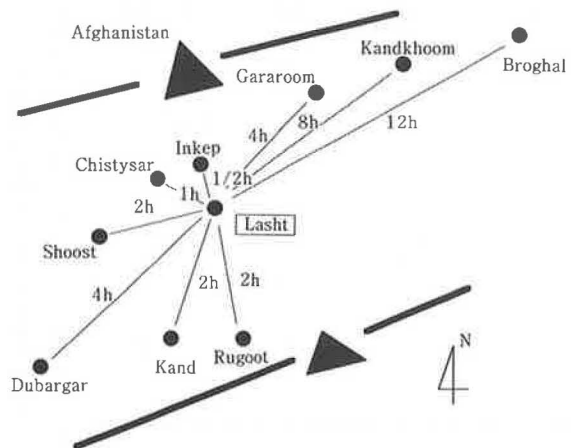 Afghanistan
Kandkhoom
Broghal
Gararoom
4h
8h
12h
Inkep
Chistysar
1/2h
1h
2h
Lasht
Shoost
4h
2h
2h
Dubargar
Kand
Rugoot
N